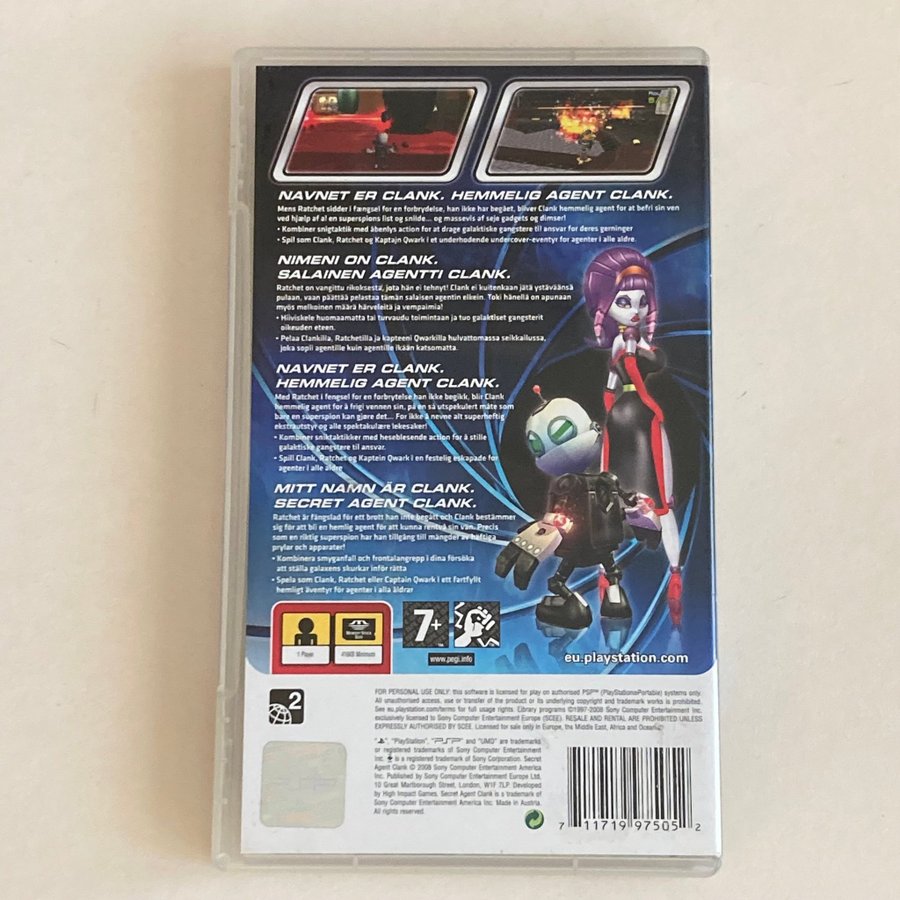 NAVNET ER CLANK. HEMMELIG AGENT CLANK.
Mens Ratchet sidder i fængsel for en forbrydelse, han ikke har begået, bliver Clank hemmelig agent for at befri sin ven
ved hjælp af al en superspions list og snilde... og massevis af seje gadgets og dimser!
• Kombiner snigtaktik med åbenlys action for at drage galaktiske gangstere til ansvar for deres gerninger
• Spil som Clank, Ratchet og Kaptajn Qwark i et underholdende undercover-eventyr for agenter i alle aldre.
NIMENI ON CLANK.
SALAINEN AGENTTI CLANK.
Ratchet on vangittu rikoksesta, jota hän ei tehnyt! Clank ei kuitenkaan jätä ystäväänsä
pulaan, vaan päättää pelastaa tämän salaisen agentin elkein. Toki hänellä on apunaan
myös melkoinen määrä härveleitä ja vempaimia!
• Hiiviskele huomaamatta tai turvaudu toimintaan ja tuo galaktiset gangsterit
oikeuden eteen.
• Pelaa Clankilla, Ratchetilla ja kapteeni Qwarkilla hulvattomassa seikkailussa,
joka sopii agentille kuin agentille ikään katsomatta.
NAVNET ER CLANK.
HEMMELIG AGENT CLANK.
Med Ratchet i fengsel for en forbrytelse han ikke begikk, blir Clank
hemmelig agent for å frigi vennen sin, på en så utspekulert måte som
bare en superspion kan gjøre det... For ikke å nevne alt superheftig
ekstrautstyr og alle spektakulære lekesaker!
• Kombiner sniktaktikker med heseblesende action for å stille
galaktiske gangstere til ansvar.
• Spill Clank, Ratchet og Kaptein Qwark i en festelig eskapade for
agenter i alle aldre
MITT NAMN ÄR CLANK.
SECRET AGENT CLANK.
Ratchet är fängslad för ett brott han inte begått och Clank bestämmer
sig för att bli en hemlig agent för att kunna rentvå sin vän. Precis
som en riktig superspion har han tillgång till mängder av häftiga
prylar och apparater!
• Kombinera smyganfall och frontalangrepp i dina försöka
att ställa galaxens skurkar inför rätta
• Spela som Clank, Ratchet eller Captain Qwark i ett fartfyllt
hemligt äventyr för agenter i alla åldrar
1 Player
416KB Minimum
7+
www.pegi.info
eu.playstation.com
2
FOR PERSONAL USE ONLY: this software is licensed for play on authorised PSP™ (PlayStation®Portable) systems only.
All unauthorised access, use or transfer of the product or its underlying copyright and trademark works is prohibited.
See eu.playstation.com/terms for full usage rights. Library programs ©1997-2008 Sony Computer Entertainment Inc.
exclusively licensed to Sony Computer Entertainment Europe (SCEE). RESALE AND RENTAL ARE PROHIBITED UNLESS
EXPRESSLY AUTHORISED BY SCEE. Licensed for sale only in Europe, the Middle East, Africa and Oceania.
"", "PlayStation", "PSP" and "UMD" are trademarks
or registered trademarks of Sony Computer Entertainment
Inc. is a registered trademark of Sony Corporation. Secret
Agent Clank © 2008 Sony Computer Entertainment America
Inc. Published by Sony Computer Entertainment Europe Ltd,
10 Great Marlborough Street, London, W1F 7LP. Developed
by High Impact Games. Secret Agent Clank is a trademark of
Sony Computer Entertainment America Inc. Made in Austria.
All rights reserved.
7 11719 97505 2